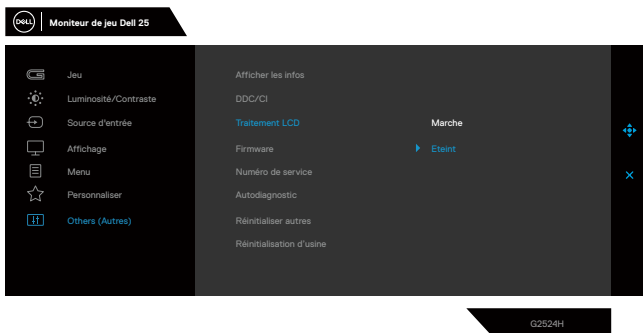 DELL
Moniteur de jeu Dell 25
Jeu
Luminosité/Contraste
Source d'entrée
Affichage
Menu
Personnaliser
Others (Autres)
Afficher les infos
DDC/CI
Traitement LCD
Firmware
Numéro de service
Autodiagnostic
Réinitialiser autres
Réinitialisation d'usine
Marche
Eteint
G2524H